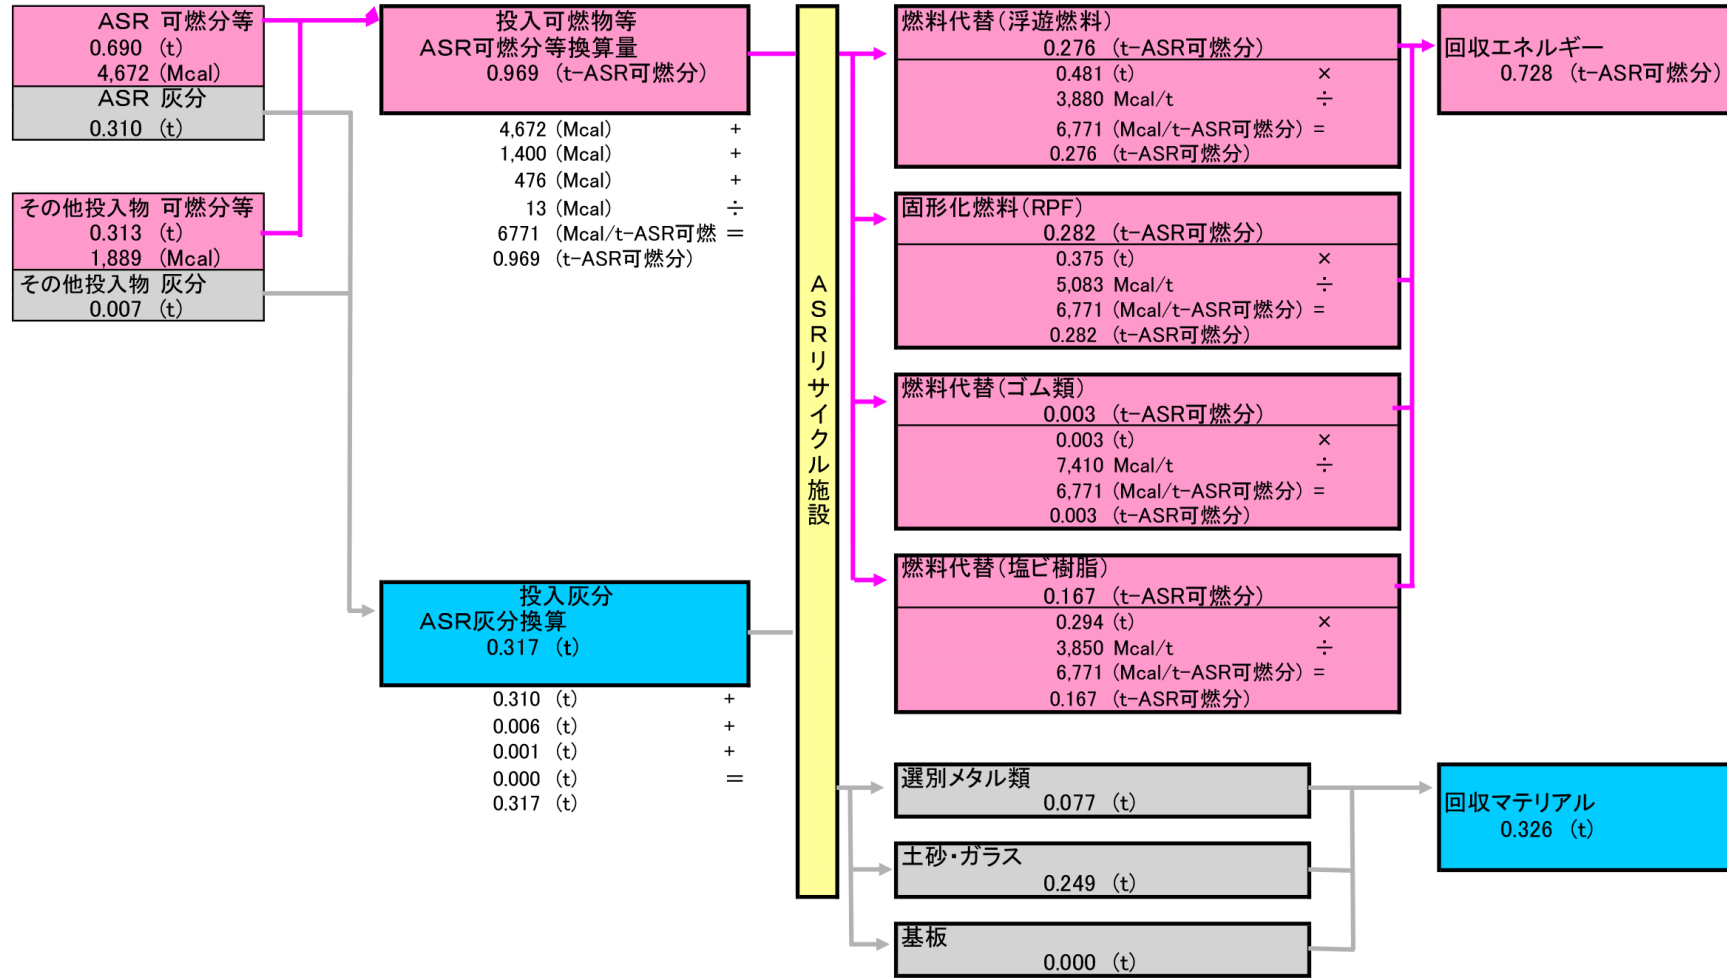 ASR 可燃分等
0.690 (t)
4,672 (Mcal)
ASR 灰分
0.310 (t)
その他投入物 可燃分等
0.313 (t)
1,889 (Mcal)
その他投入物 灰分
0.007 (t)
投入可燃物等
ASR可燃分等換算量
0.969 (t-ASR可燃分)
4,672 (Mcal) +
1,400 (Mcal) +
476 (Mcal) +
13 (Mcal) ÷
6771 (Mcal/t-ASR可燃 =
0.969 (t-ASR可燃分)
投入灰分
ASR灰分換算
0.317 (t)
0.310 (t) +
0.006 (t) +
0.001 (t) +
0.000 (t) =
0.317 (t)
ASRリサイクル施設
燃料代替(浮遊燃料)
0.276 (t-ASR可燃分)
0.481 (t) ×
3,880 Mcal/t ÷
6,771 (Mcal/t-ASR可燃分) =
0.276 (t-ASR可燃分)
固形化燃料(RPF)
0.282 (t-ASR可燃分)
0.375 (t) ×
5,083 Mcal/t ÷
6,771 (Mcal/t-ASR可燃分) =
0.282 (t-ASR可燃分)
燃料代替(ゴム類)
0.003 (t-ASR可燃分)
0.003 (t) ×
7,410 Mcal/t ÷
6,771 (Mcal/t-ASR可燃分) =
0.003 (t-ASR可燃分)
燃料代替(塩ビ樹脂)
0.167 (t-ASR可燃分)
0.294 (t) ×
3,850 Mcal/t ÷
6,771 (Mcal/t-ASR可燃分) =
0.167 (t-ASR可燃分)
選別メタル類
0.077 (t)
土砂・ガラス
0.249 (t)
基板
0.000 (t)
回収エネルギー
0.728 (t-ASR可燃分)
回収マテリアル
0.326 (t)